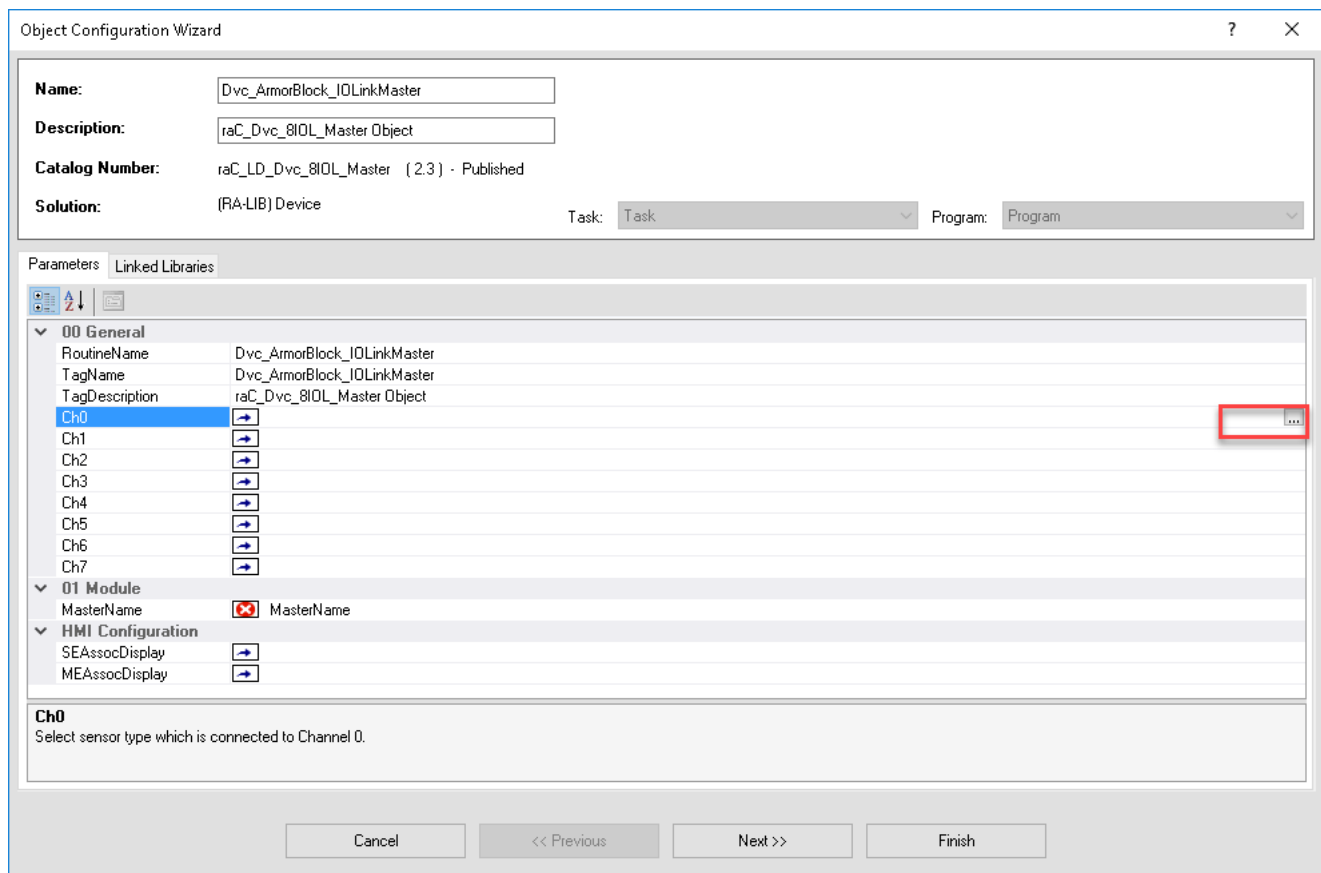 Object Configuration Wizard ?
Name: Dvc_ArmorBlock_IOLinkMaster
Description: raC_Dvc_8IOL_Master Object
Catalog Number: raC_LD_Dvc_8IOL_Master ( 2.3 ) - Published
Solution: (RA-LIB) Device
Task: Task Program: Program
Parameters Linked Libraries
00 General
RoutineName Dvc_ArmorBlock_IOLinkMaster
TagName Dvc_ArmorBlock_IOLinkMaster
TagDescription raC_Dvc_8IOL_Master Object
Ch0 ...
Ch1
Ch2
Ch3
Ch4
Ch5
Ch6
Ch7
01 Module
MasterName MasterName
HMI Configuration
SEAssocDisplay
MEAssocDisplay
Ch0
Select sensor type which is connected to Channel 0.
Cancel << Previous Next >> Finish